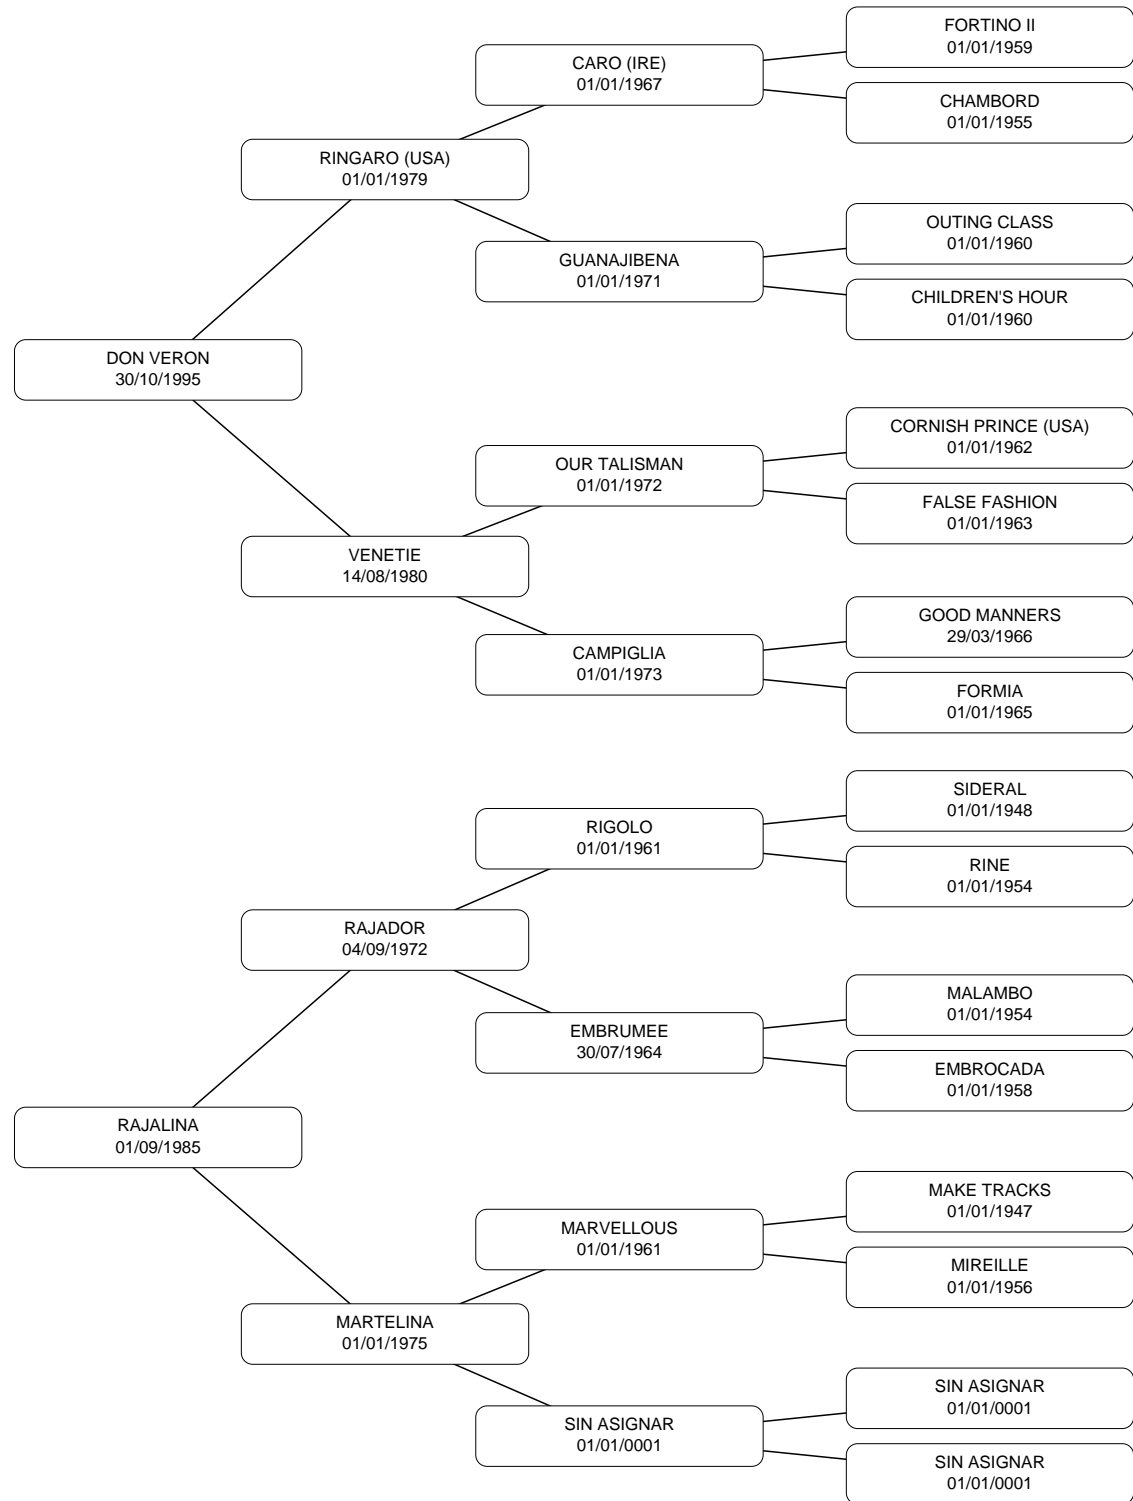 FORTINO II
01/01/1959
CARO (IRE)
01/01/1967
CHAMBORD
01/01/1955
RINGARO (USA)
01/01/1979
OUTING CLASS
01/01/1960
GUANAJIBENA
01/01/1971
CHILDREN'S HOUR
01/01/1960
DON VERON
30/10/1995
CORNISH PRINCE (USA)
01/01/1962
OUR TALISMAN
01/01/1972
FALSE FASHION
01/01/1963
VENETIE
14/08/1980
GOOD MANNERS
29/03/1966
CAMPIGLIA
01/01/1973
FORMIA
01/01/1965
SIDERAL
01/01/1948
RIGOLO
01/01/1961
RINE
01/01/1954
RAJADOR
04/09/1972
MALAMBO
01/01/1954
EMBRUMEE
30/07/1964
EMBROCADA
01/01/1958
RAJALINA
01/09/1985
MAKE TRACKS
01/01/1947
MARVELLOUS
01/01/1961
MIREILLE
01/01/1956
MARTELINA
01/01/1975
SIN ASIGNAR
01/01/0001
SIN ASIGNAR
01/01/0001
SIN ASIGNAR
01/01/0001